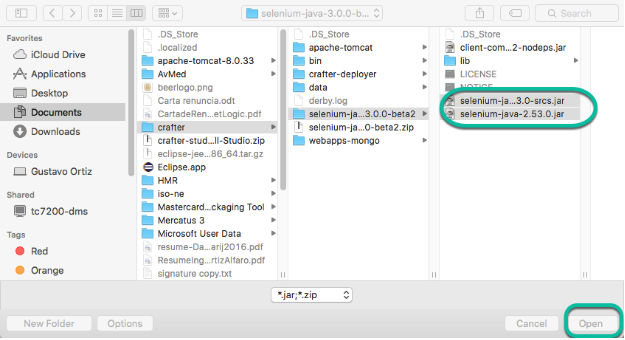 selenium-java-3.0.0-b...
Search
Favorites
iCloud Drive
Applications
Desktop
Documents
Downloads
Devices
Gustavo Ortiz
Shared
tc7200-dms
Tags
Red
Orange
.DS_Store
.localized
apache-tomcat-8.0.33
AvMed
beerlogo.png
Carta renuncia.odt
CartadeRen...etLogic.pdf
crafter
crafter-stud...ll-Studio.zip
eclipse-jee...86_64.tar.gz
Eclipse.app
HMR
iso-ne
Mastercard...ckaging Tool
Mercatus 3
Microsoft User Data
resume-Da...arij2016.pdf
Resumeing...rtizAlfaro.pdf
signature copy.txt
.DS_Store
apache-tomcat
bin
crafter-deployer
data
derby.log
selenium-ja...3.0.0-beta2
selenium-ja...0-beta2.zip
webapps-mongo
.DS_Store
client-com...2-nodeps.jar
lib
LICENSE
NOTICE
selenium-ja...3.0-srcs.jar
selenium-java-2.53.0.jar
*.jar;*.zip
New Folder
Options
Cancel
Open